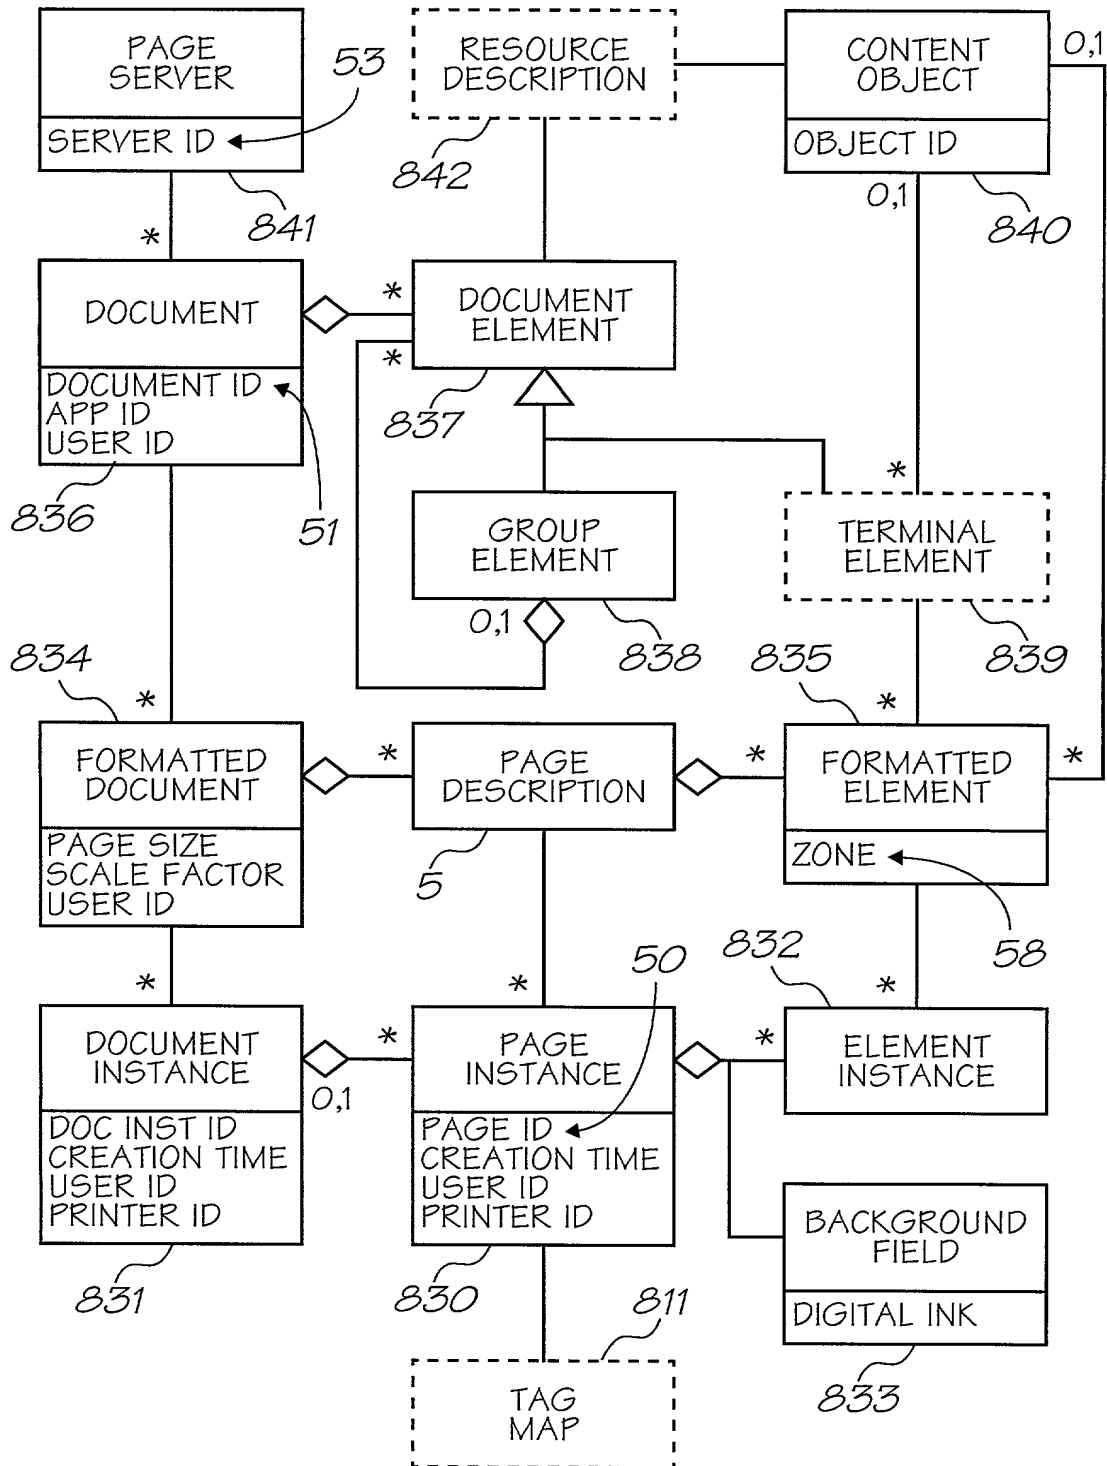 PAGE
SERVER
SERVER ID
53
841
*
RESOURCE
DESCRIPTION
842
CONTENT
OBJECT
0,1
OBJECT ID
0,1
840
DOCUMENT
DOCUMENT ID
APP ID
USER ID
836
51
*
DOCUMENT
ELEMENT
*
837
GROUP
ELEMENT
0,1
838
*
TERMINAL
ELEMENT
839
834
*
FORMATTED
DOCUMENT
PAGE SIZE
SCALE FACTOR
USER ID
*
PAGE
DESCRIPTION
5
*
835
*
FORMATTED
ELEMENT
*
ZONE
58
*
DOCUMENT
INSTANCE
0,1
DOC INST ID
CREATION TIME
USER ID
PRINTER ID
831
*
50
*
PAGE
INSTANCE
PAGE ID
CREATION TIME
USER ID
PRINTER ID
830
832
*
*
ELEMENT
INSTANCE
BACKGROUND
FIELD
DIGITAL INK
833
811
TAG
MAP